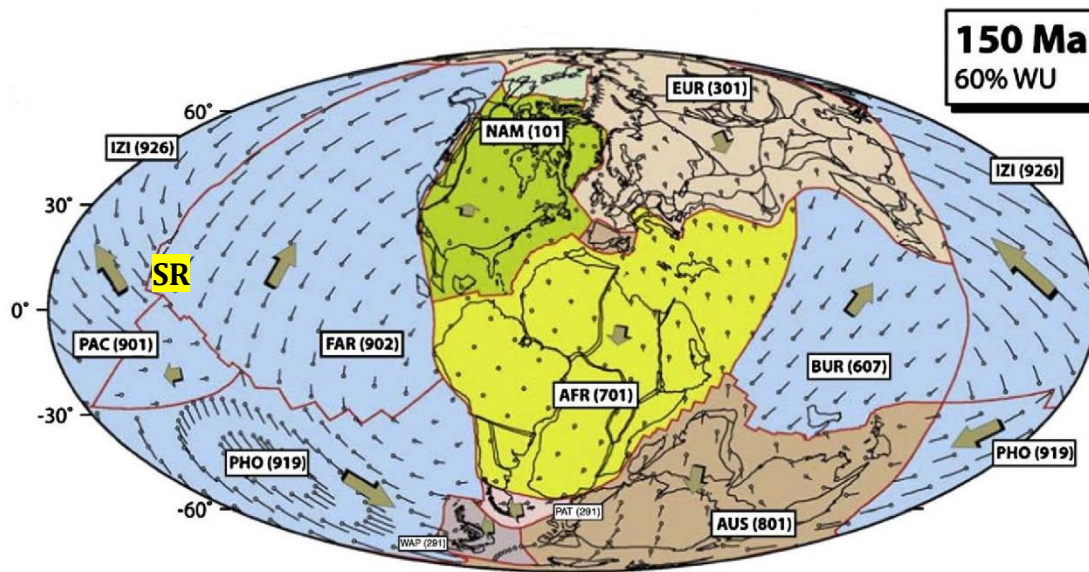 150 Ma
60% WU
EUR (301)
60°
NAM (101
IZI (926)
IZI (926)
30°
SR
0°
PAC (901)
FAR (902)
BUR (607)
AFR (701)
-30°
PHO (919)
PHO (919)
-60°
PAT (291)
AUS (801)
WAP (291)